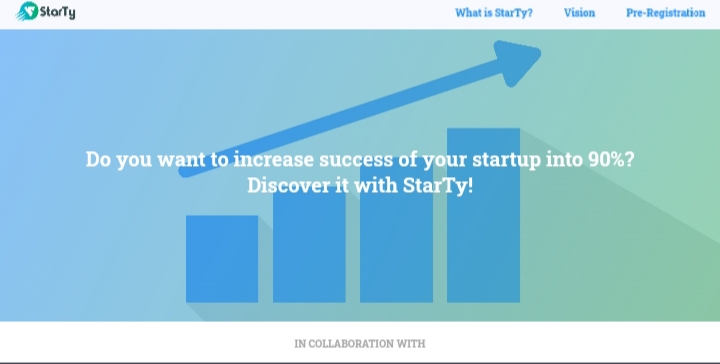 StarTy
What is StarTy?
Vision
Pre-Registration
Do you want to increase success of your startup into 90%?
Discover it with StarTy!
IN COLLABORATION WITH